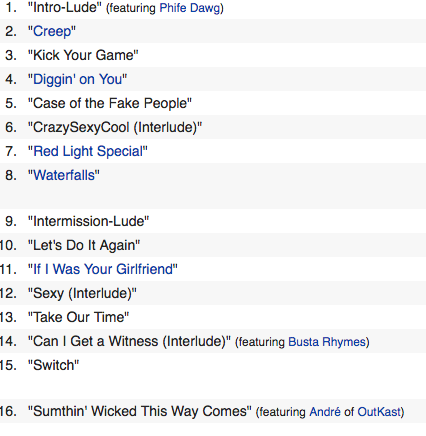 1. "Intro-Lude" (featuring Phife Dawg)
2. "Creep"
3. "Kick Your Game"
4. "Diggin' on You"
5. "Case of the Fake People"
6. "CrazySexyCool (Interlude)"
7. "Red Light Special"
8. "Waterfalls"
9. "Intermission-Lude"
10. "Let's Do It Again"
11. "If I Was Your Girlfriend"
12. "Sexy (Interlude)"
13. "Take Our Time"
14. "Can I Get a Witness (Interlude)" (featuring Busta Rhymes)
15. "Switch"
16. "Sumthin' Wicked This Way Comes" (featuring André of OutKast)